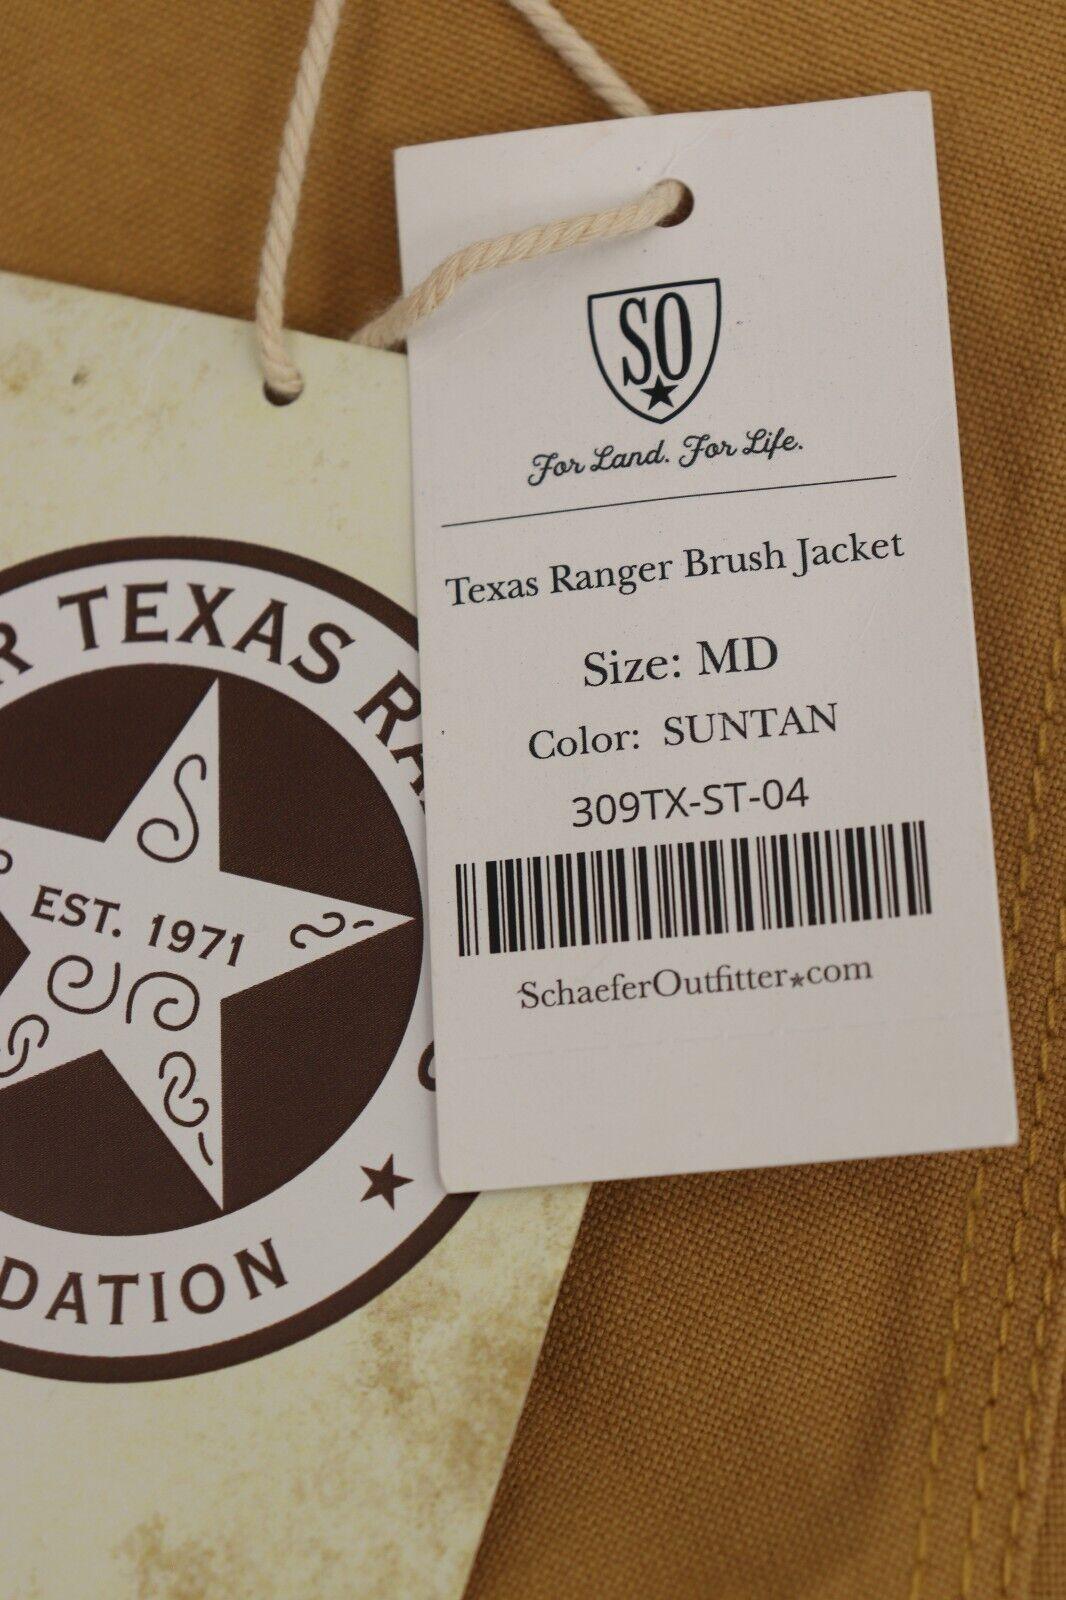 SO
For Land. For Life.
Texas Ranger Brush Jacket
Size: MD
Color: SUNTAN
309TX-ST-04
SchaeferOutfitter★com
R TEXAS RA
EST. 1971
DATION